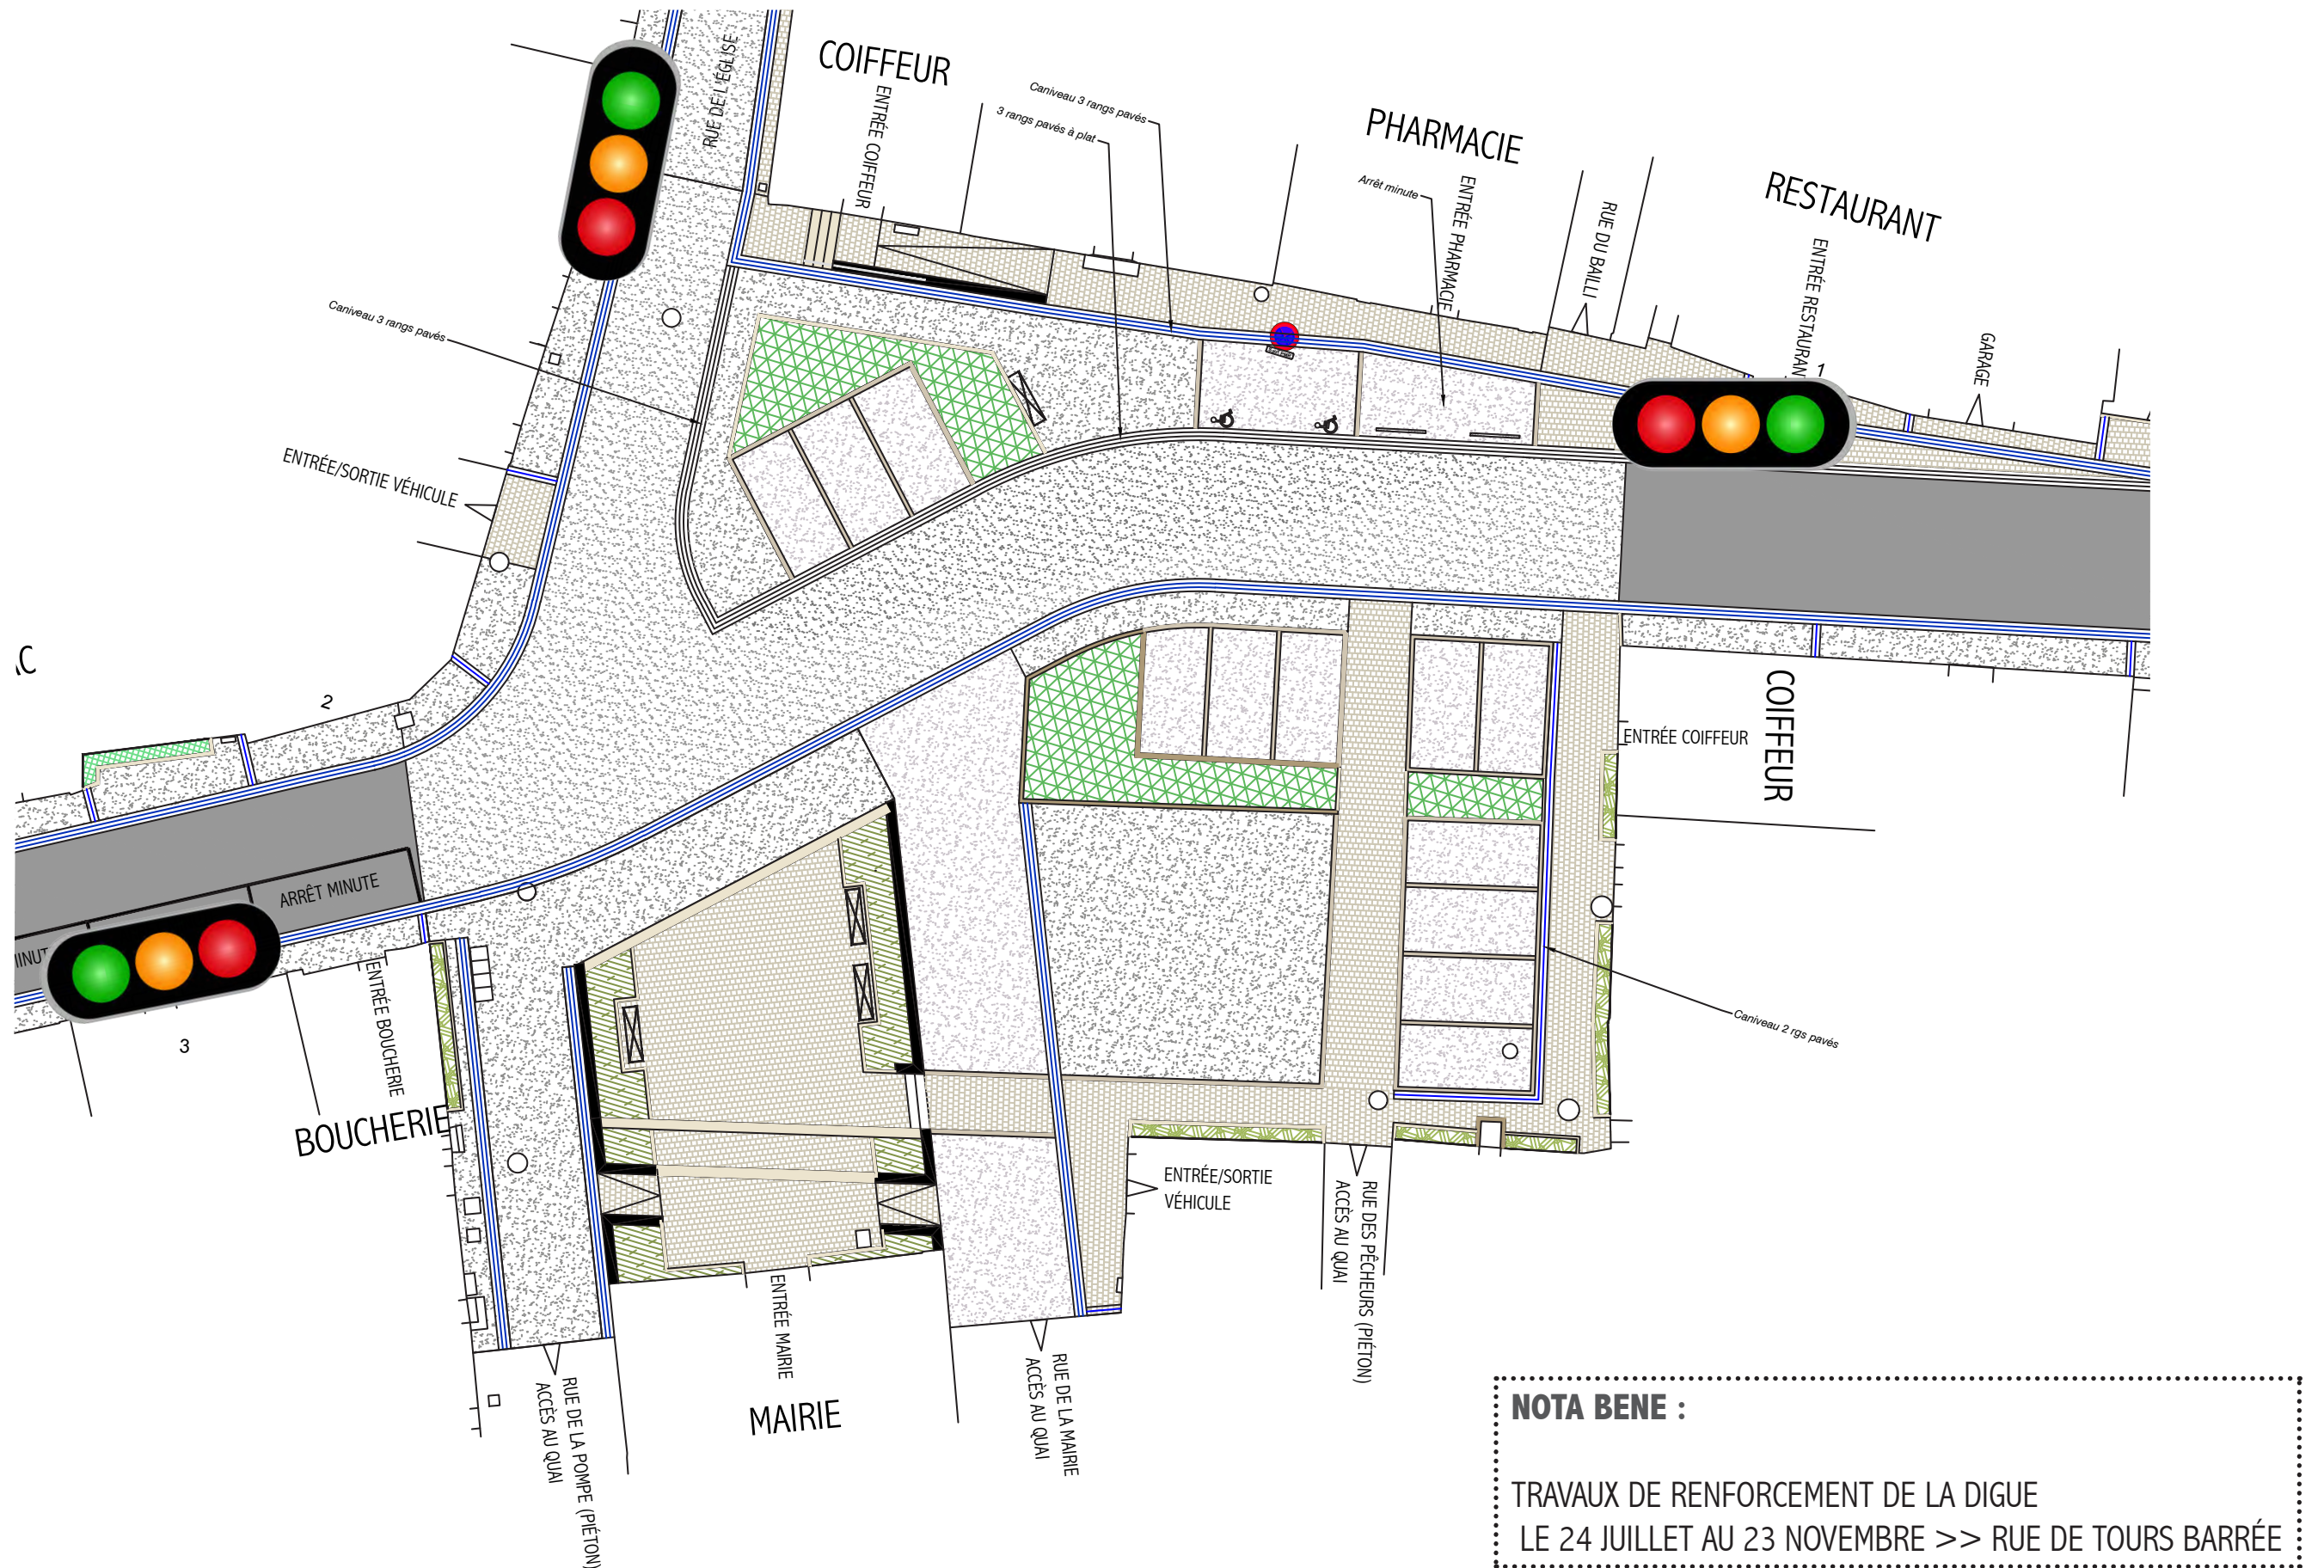 RUE DE L'ÉGLISE
COIFFEUR
ENTRÉE COIFFEUR
Caniveau 3 rangs pavés
3 rangs pavés à plat
PHARMACIE
Arrêt minute
ENTRÉE PHARMACIE
RUE DU BAILLI
RESTAURANT
ENTRÉE RESTAURANT
1
GARAGE
Caniveau 3 rangs pavés
ENTRÉE/SORTIE VÉHICULE
AC
2
ARRÊT MINUTE
MINUT
3
ENTRÉE BOUCHERIE
BOUCHERIE
ENTRÉE COIFFEUR
COIFFEUR
Caniveau 2 rgs pavés
ENTRÉE/SORTIE
VÉHICULE
RUE DES PÊCHEURS (PIÉTON)
ACCÈS AU QUAI
ENTRÉE MAIRIE
MAIRIE
RUE DE LA MAIRIE
ACCÈS AU QUAI
RUE DE LA POMPE (PIÉTON)
ACCÈS AU QUAI
NOTA BENE :
TRAVAUX DE RENFORCEMENT DE LA DIGUE
LE 24 JUILLET AU 23 NOVEMBRE >> RUE DE TOURS BARRÉE